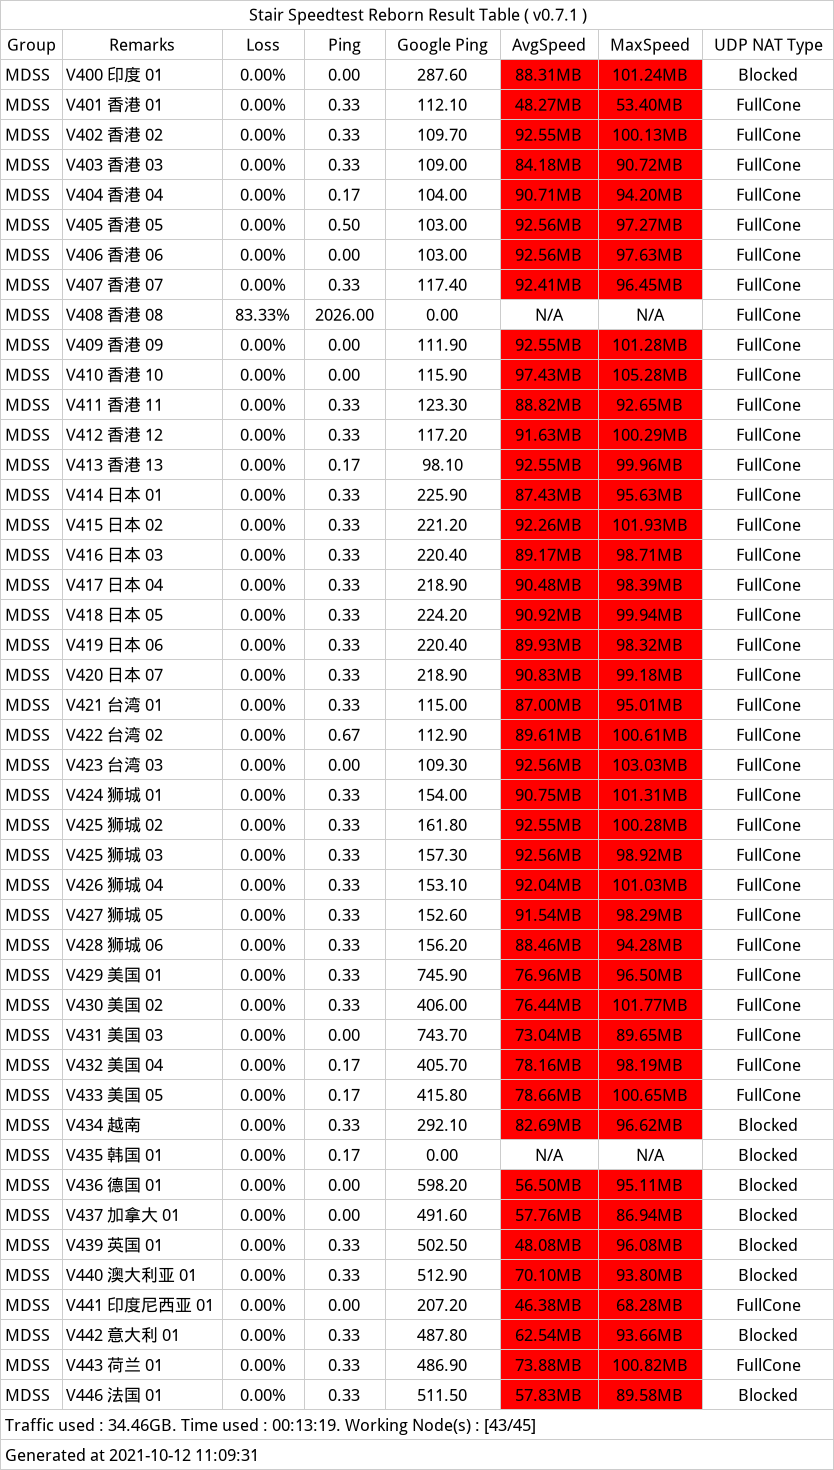 Stair Speedtest Reborn Result Table ( v0.7.1 )
Group Remarks Loss Ping Google Ping AvgSpeed MaxSpeed UDP NAT Type
MDSS V400 印度 01 0.00% 0.00 287.60 88.31MB 101.24MB Blocked
MDSS V401 香港 01 0.00% 0.33 112.10 48.27MB 53.40MB FullCone
MDSS V402 香港 02 0.00% 0.33 109.70 92.55MB 100.13MB FullCone
MDSS V403 香港 03 0.00% 0.33 109.00 84.18MB 90.72MB FullCone
MDSS V404 香港 04 0.00% 0.17 104.00 90.71MB 94.20MB FullCone
MDSS V405 香港 05 0.00% 0.50 103.00 92.56MB 97.27MB FullCone
MDSS V406 香港 06 0.00% 0.00 103.00 92.56MB 97.63MB FullCone
MDSS V407 香港 07 0.00% 0.33 117.40 92.41MB 96.45MB FullCone
MDSS V408 香港 08 83.33% 2026.00 0.00 N/A N/A FullCone
MDSS V409 香港 09 0.00% 0.00 111.90 92.55MB 101.28MB FullCone
MDSS V410 香港 10 0.00% 0.00 115.90 97.43MB 105.28MB FullCone
MDSS V411 香港 11 0.00% 0.33 123.30 88.82MB 92.65MB FullCone
MDSS V412 香港 12 0.00% 0.33 117.20 91.63MB 100.29MB FullCone
MDSS V413 香港 13 0.00% 0.17 98.10 92.55MB 99.96MB FullCone
MDSS V414 日本 01 0.00% 0.33 225.90 87.43MB 95.63MB FullCone
MDSS V415 日本 02 0.00% 0.33 221.20 92.26MB 101.93MB FullCone
MDSS V416 日本 03 0.00% 0.33 220.40 89.17MB 98.71MB FullCone
MDSS V417 日本 04 0.00% 0.33 218.90 90.48MB 98.39MB FullCone
MDSS V418 日本 05 0.00% 0.33 224.20 90.92MB 99.94MB FullCone
MDSS V419 日本 06 0.00% 0.33 220.40 89.93MB 98.32MB FullCone
MDSS V420 日本 07 0.00% 0.33 218.90 90.83MB 99.18MB FullCone
MDSS V421 台湾 01 0.00% 0.33 115.00 87.00MB 95.01MB FullCone
MDSS V422 台湾 02 0.00% 0.67 112.90 89.61MB 100.61MB FullCone
MDSS V423 台湾 03 0.00% 0.00 109.30 92.56MB 103.03MB FullCone
MDSS V424 狮城 01 0.00% 0.33 154.00 90.75MB 101.31MB FullCone
MDSS V425 狮城 02 0.00% 0.33 161.80 92.55MB 100.28MB FullCone
MDSS V425 狮城 03 0.00% 0.33 157.30 92.56MB 98.92MB FullCone
MDSS V426 狮城 04 0.00% 0.33 153.10 92.04MB 101.03MB FullCone
MDSS V427 狮城 05 0.00% 0.33 152.60 91.54MB 98.29MB FullCone
MDSS V428 狮城 06 0.00% 0.33 156.20 88.46MB 94.28MB FullCone
MDSS V429 美国 01 0.00% 0.33 745.90 76.96MB 96.50MB FullCone
MDSS V430 美国 02 0.00% 0.33 406.00 76.44MB 101.77MB FullCone
MDSS V431 美国 03 0.00% 0.00 743.70 73.04MB 89.65MB FullCone
MDSS V432 美国 04 0.00% 0.17 405.70 78.16MB 98.19MB FullCone
MDSS V433 美国 05 0.00% 0.17 415.80 78.66MB 100.65MB FullCone
MDSS V434 越南 0.00% 0.33 292.10 82.69MB 96.62MB Blocked
MDSS V435 韩国 01 0.00% 0.17 0.00 N/A N/A Blocked
MDSS V436 德国 01 0.00% 0.00 598.20 56.50MB 95.11MB Blocked
MDSS V437 加拿大 01 0.00% 0.00 491.60 57.76MB 86.94MB Blocked
MDSS V439 英国 01 0.00% 0.33 502.50 48.08MB 96.08MB Blocked
MDSS V440 澳大利亚 01 0.00% 0.33 512.90 70.10MB 93.80MB Blocked
MDSS V441 印度尼西亚 01 0.00% 0.00 207.20 46.38MB 68.28MB FullCone
MDSS V442 意大利 01 0.00% 0.33 487.80 62.54MB 93.66MB Blocked
MDSS V443 荷兰 01 0.00% 0.33 486.90 73.88MB 100.82MB FullCone
MDSS V446 法国 01 0.00% 0.33 511.50 57.83MB 89.58MB Blocked
Traffic used : 34.46GB. Time used : 00:13:19. Working Node(s) : [43/45]
Generated at 2021-10-12 11:09:31